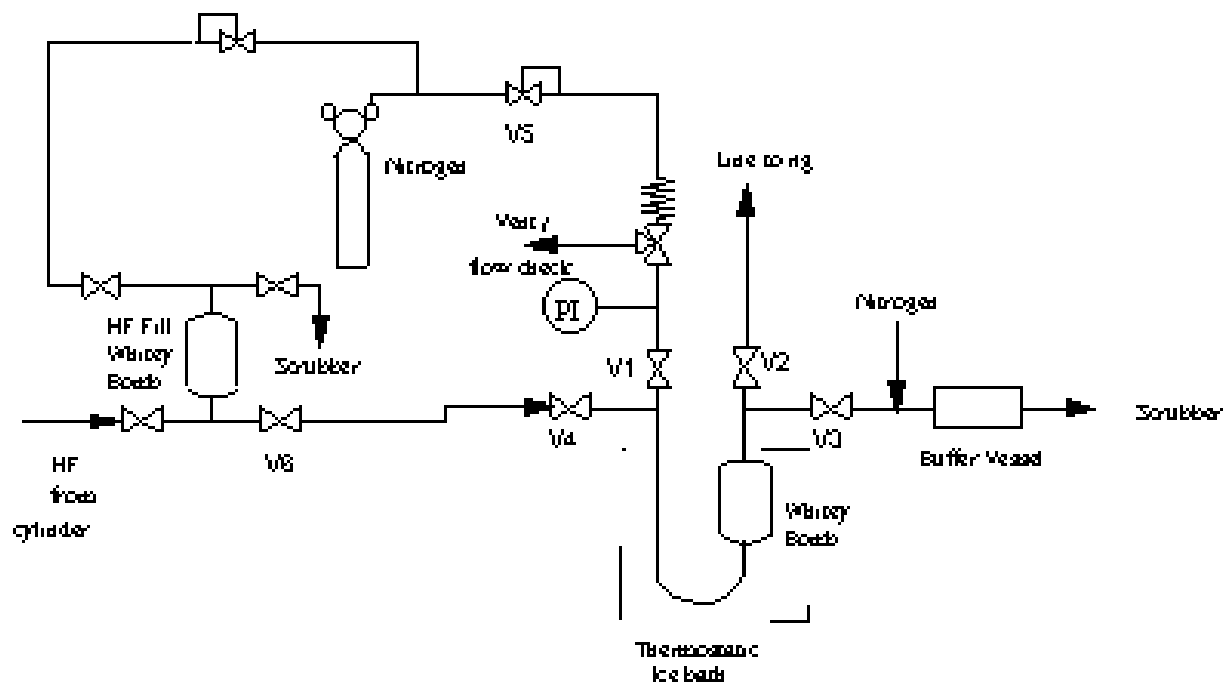 V5
Nitrogen
Line to rig
Vent/
flow check
PI
Nitrogen
HF Fill
Whitey
Bomb
Scrubber
V1
V2
V4
V3
Scrubber
V6
Buffer Vessel
HF
from
cylinder
Whitey
Bomb
Thermostatic
Ice bath